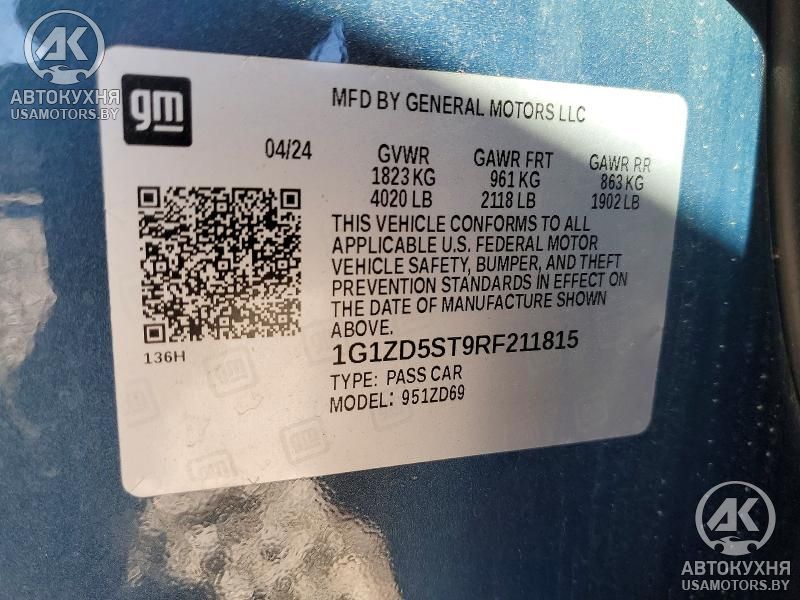 AK
АВТОКУХНЯ
USAMOTORS.BY
gm
MFD BY GENERAL MOTORS LLC
04/24 GVWR GAWR FRT GAWR RR
1823 KG 961 KG 863 KG
4020 LB 2118 LB 1902 LB
THIS VEHICLE CONFORMS TO ALL
APPLICABLE U.S. FEDERAL MOTOR
VEHICLE SAFETY, BUMPER, AND THEFT
PREVENTION STANDARDS IN EFFECT ON
THE DATE OF MANUFACTURE SHOWN
ABOVE.
136H
1G1ZD5ST9RF211815
TYPE: PASS CAR
MODEL: 951ZD69
AK
АВТОКУХНЯ
USAMOTORS.BY